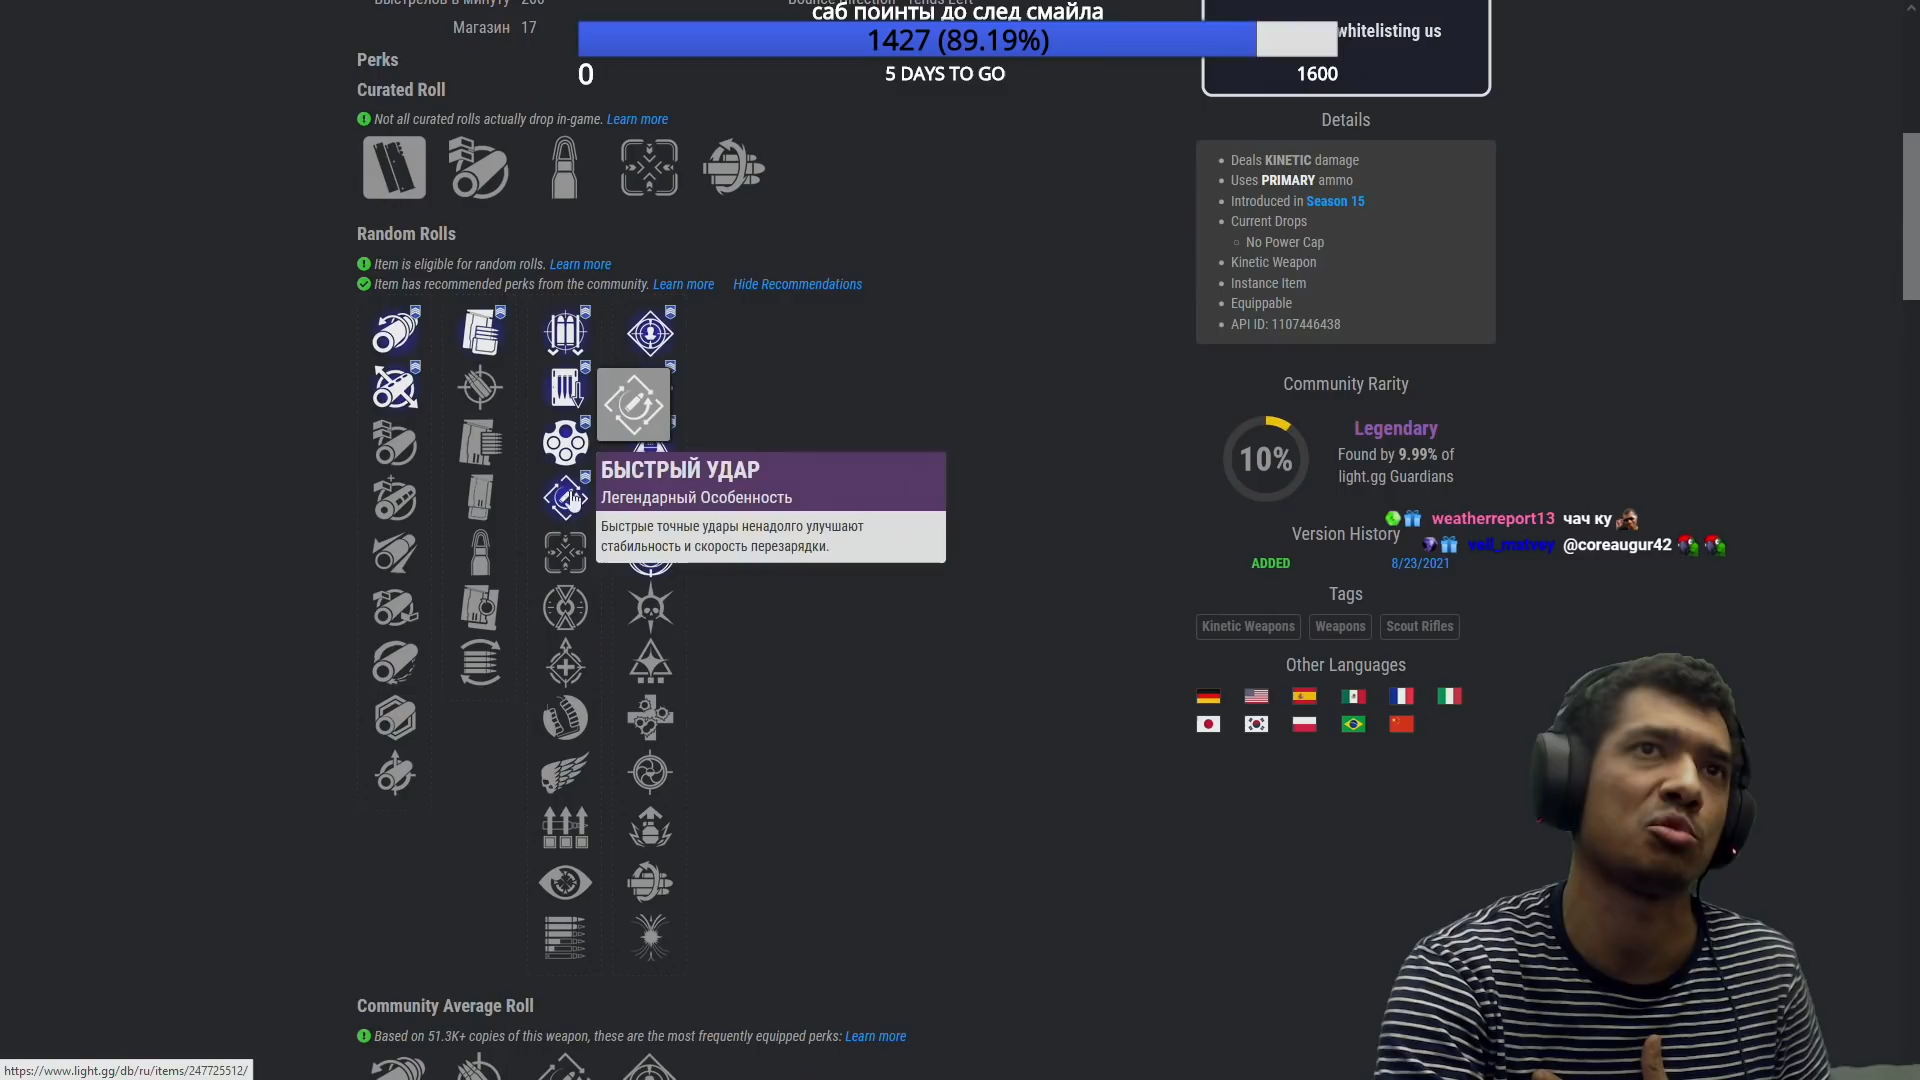 саб поинты до след смайла
1427 (89.19%)
0
5 DAYS TO GO
1600
whitelisting us
Магазин 17
Perks
Curated Roll
Not all curated rolls actually drop in-game. Learn more
Random Rolls
Item is eligible for random rolls. Learn more
Item has recommended perks from the community. Learn more Hide Recommendations
БЫСТРЫЙ УДАР
Легендарный Особенность
Быстрые точные удары ненадолго улучшают
стабильность и скорость перезарядки.
Community Average Roll
Based on 51.3K+ copies of this weapon, these are the most frequently equipped perks: Learn more
https://www.light.gg/db/ru/items/247725512/
Details
Deals KINETIC damage
Uses PRIMARY ammo
Introduced in Season 15
Current Drops
No Power Cap
Kinetic Weapon
Instance Item
Equippable
API ID: 1107446438
Community Rarity
10%
Legendary
Found by 9.99% of
light.gg Guardians
weatherreport13 чач ку
Version History
@coreaugur42
ADDED 8/23/2021
Tags
Kinetic Weapons Weapons Scout Rifles
Other Languages